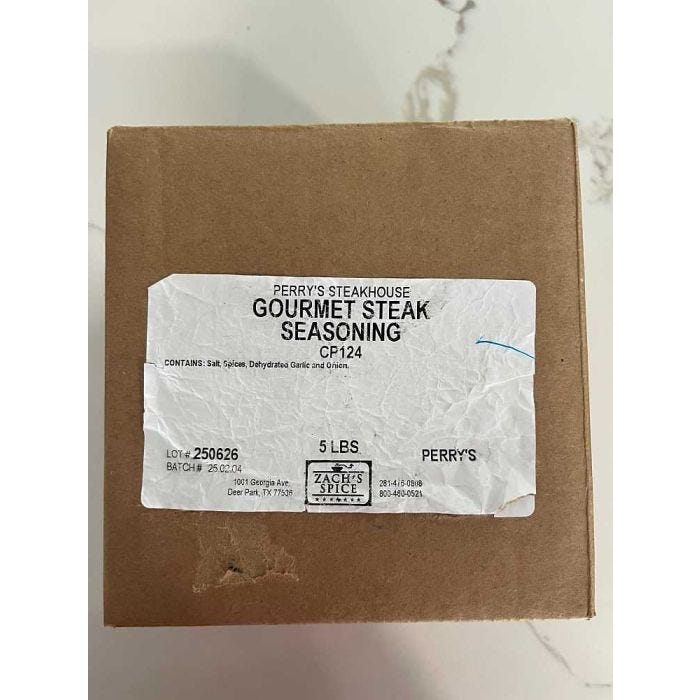 PERRY'S STEAKHOUSE
GOURMET STEAK
SEASONING
CP124
CONTAINS: Salt, Spices, Dehydrated Garlic and Onion.
LOT # 250626
BATCH # 25.02.04
5 LBS
PERRY'S
1001 Georgia Ave.
Deer Park, TX 77536
ZACH'S
SPICE
800-460-0521